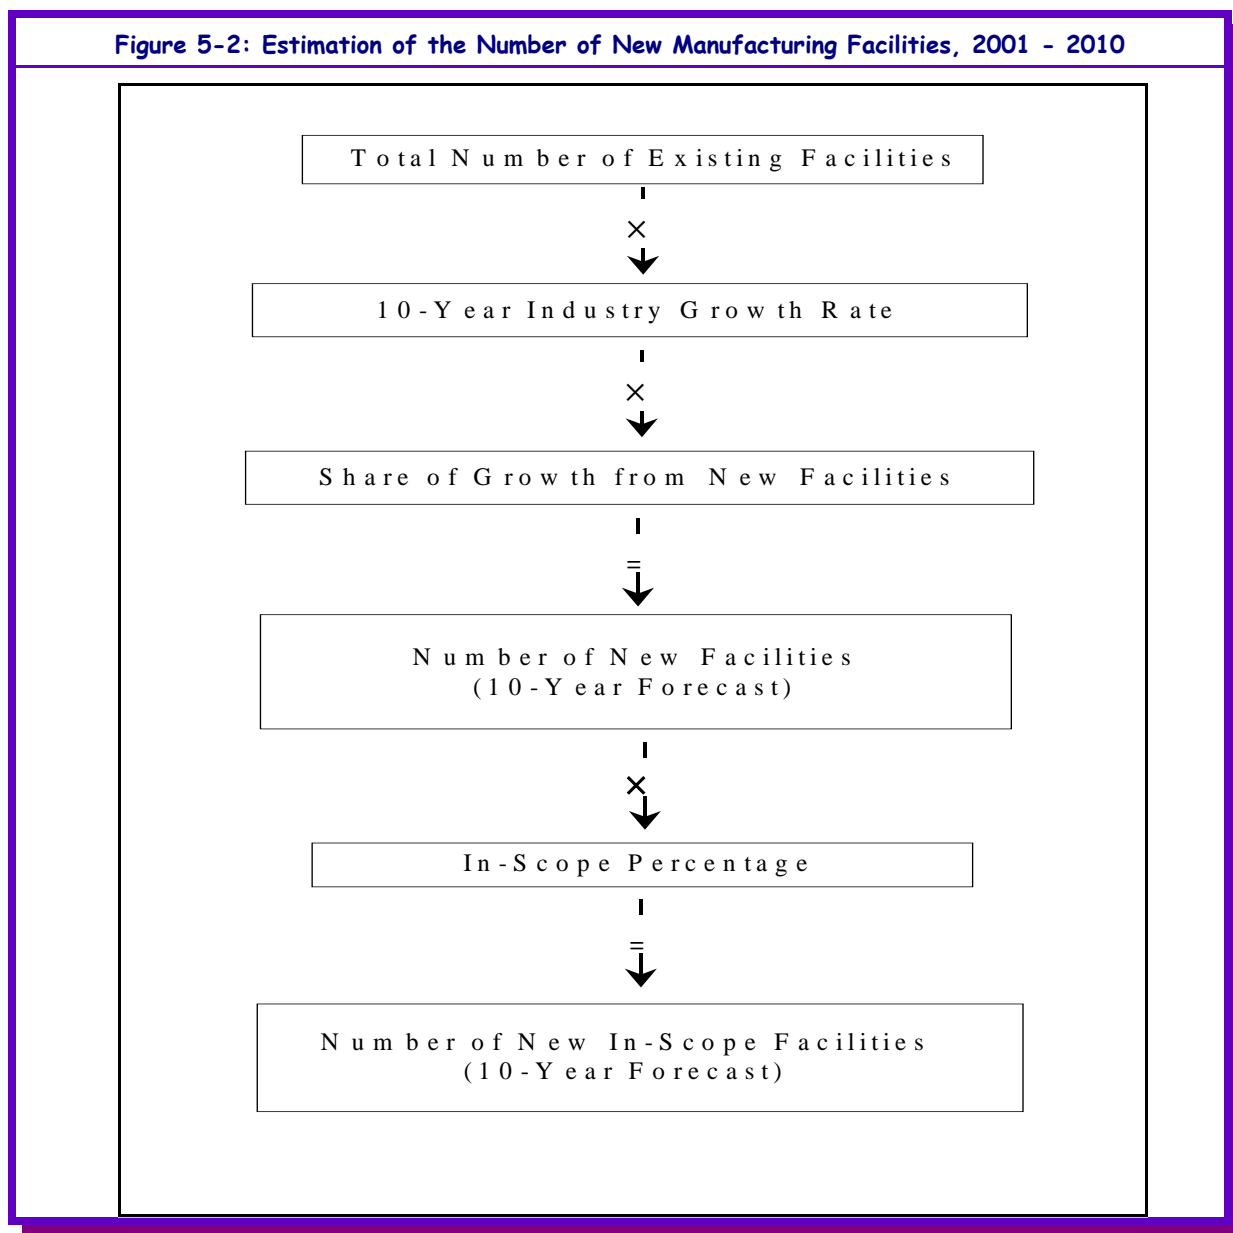 Figure 5-2: Estimation of the Number of New Manufacturing Facilities, 2001 - 2010
Total Number of Existing Facilities
×
10-Year Industry Growth Rate
×
Share of Growth from New Facilities
=
Number of New Facilities
(10-Year Forecast)
×
In-Scope Percentage
=
Number of New In-Scope Facilities
(10-Year Forecast)